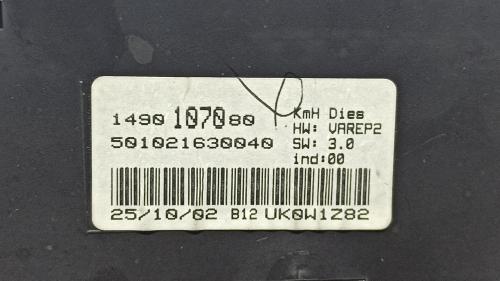 1490 1070 80 KmH Dies
HW: VAREP2
501021630040 SW: 3.0
ind:00
25/10/02 B12 UK0W1Z82